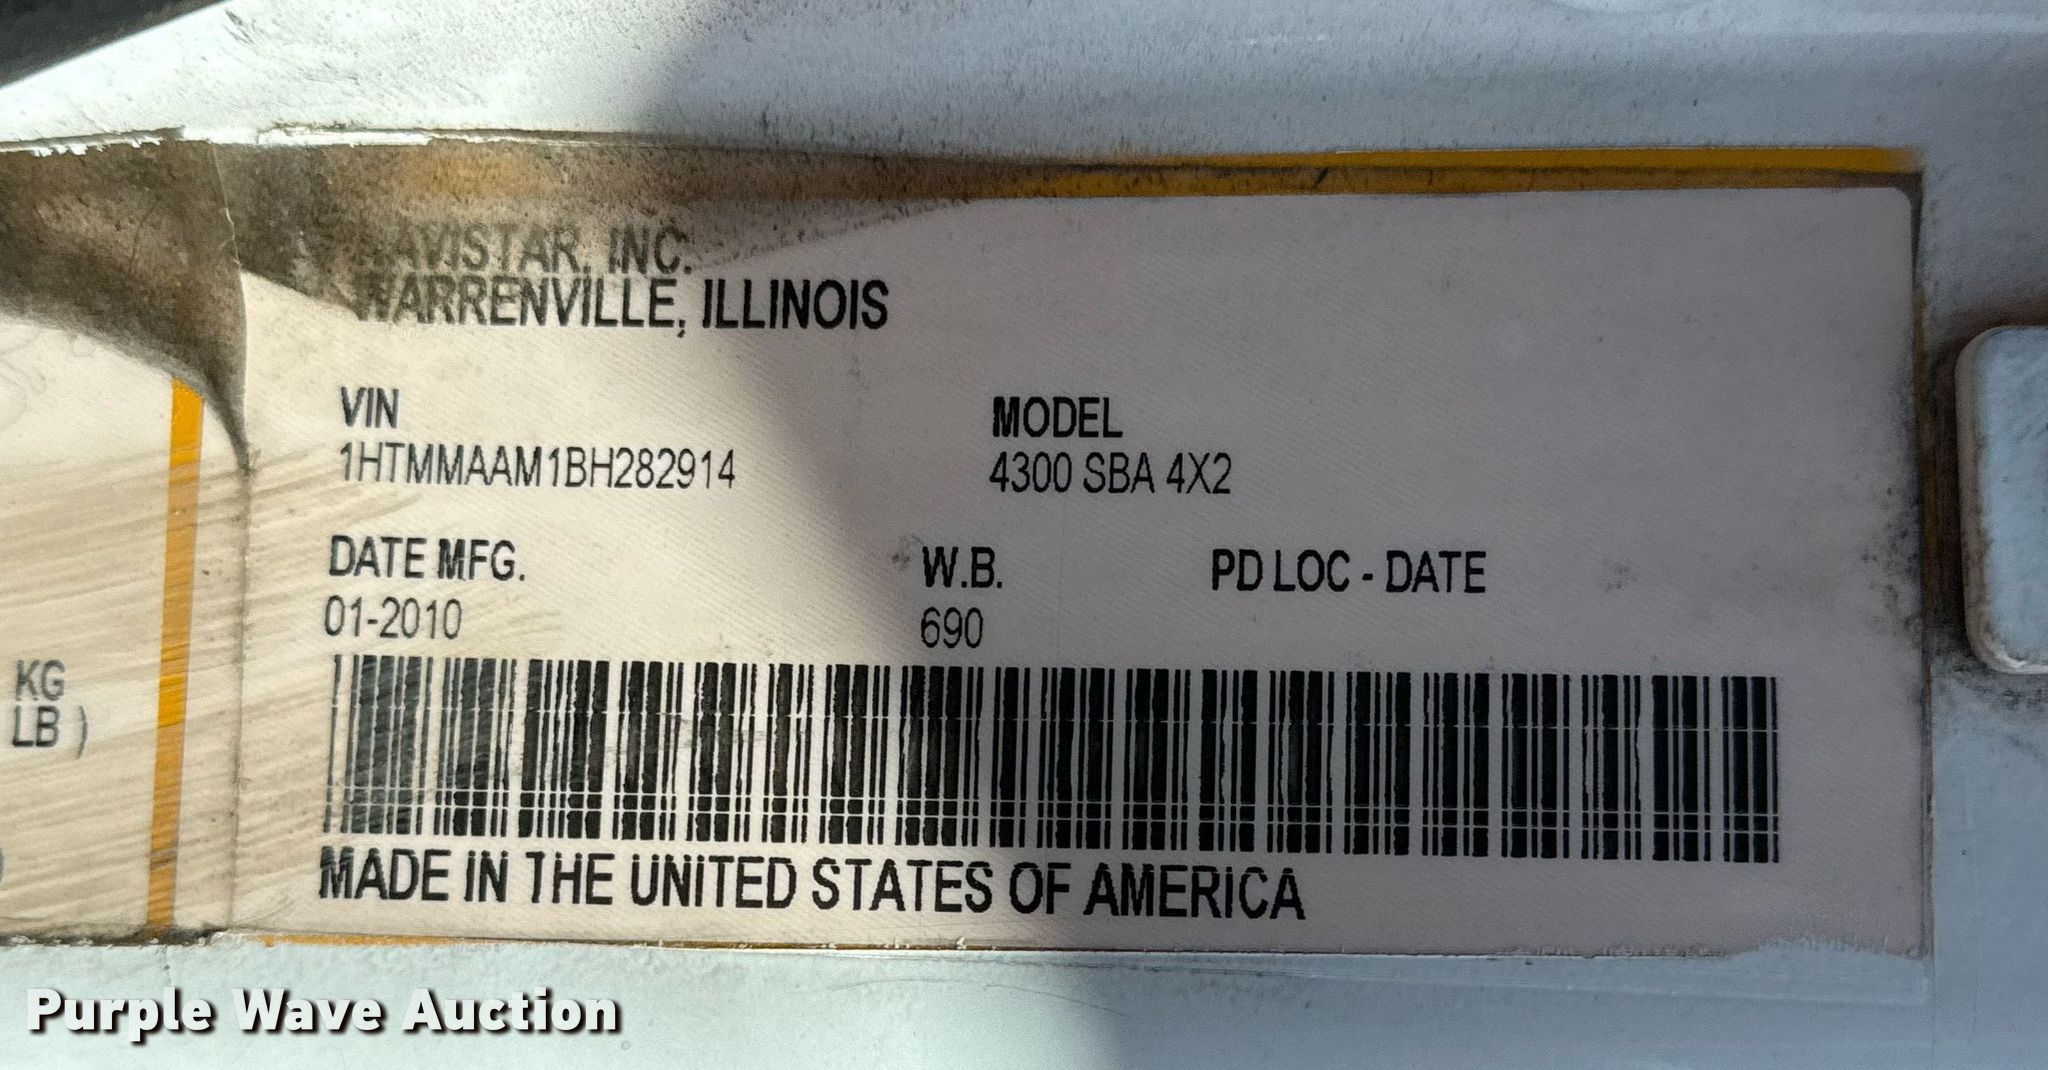 NAVISTAR, INC.
WARRENVILLE, ILLINOIS
VIN
1HTMMAAM1BH282914
MODEL
4300 SBA 4X2
DATE MFG.
01-2010
W.B.
690
PD LOC - DATE
MADE IN THE UNITED STATES OF AMERICA
KG
LB )
Purple Wave Auction